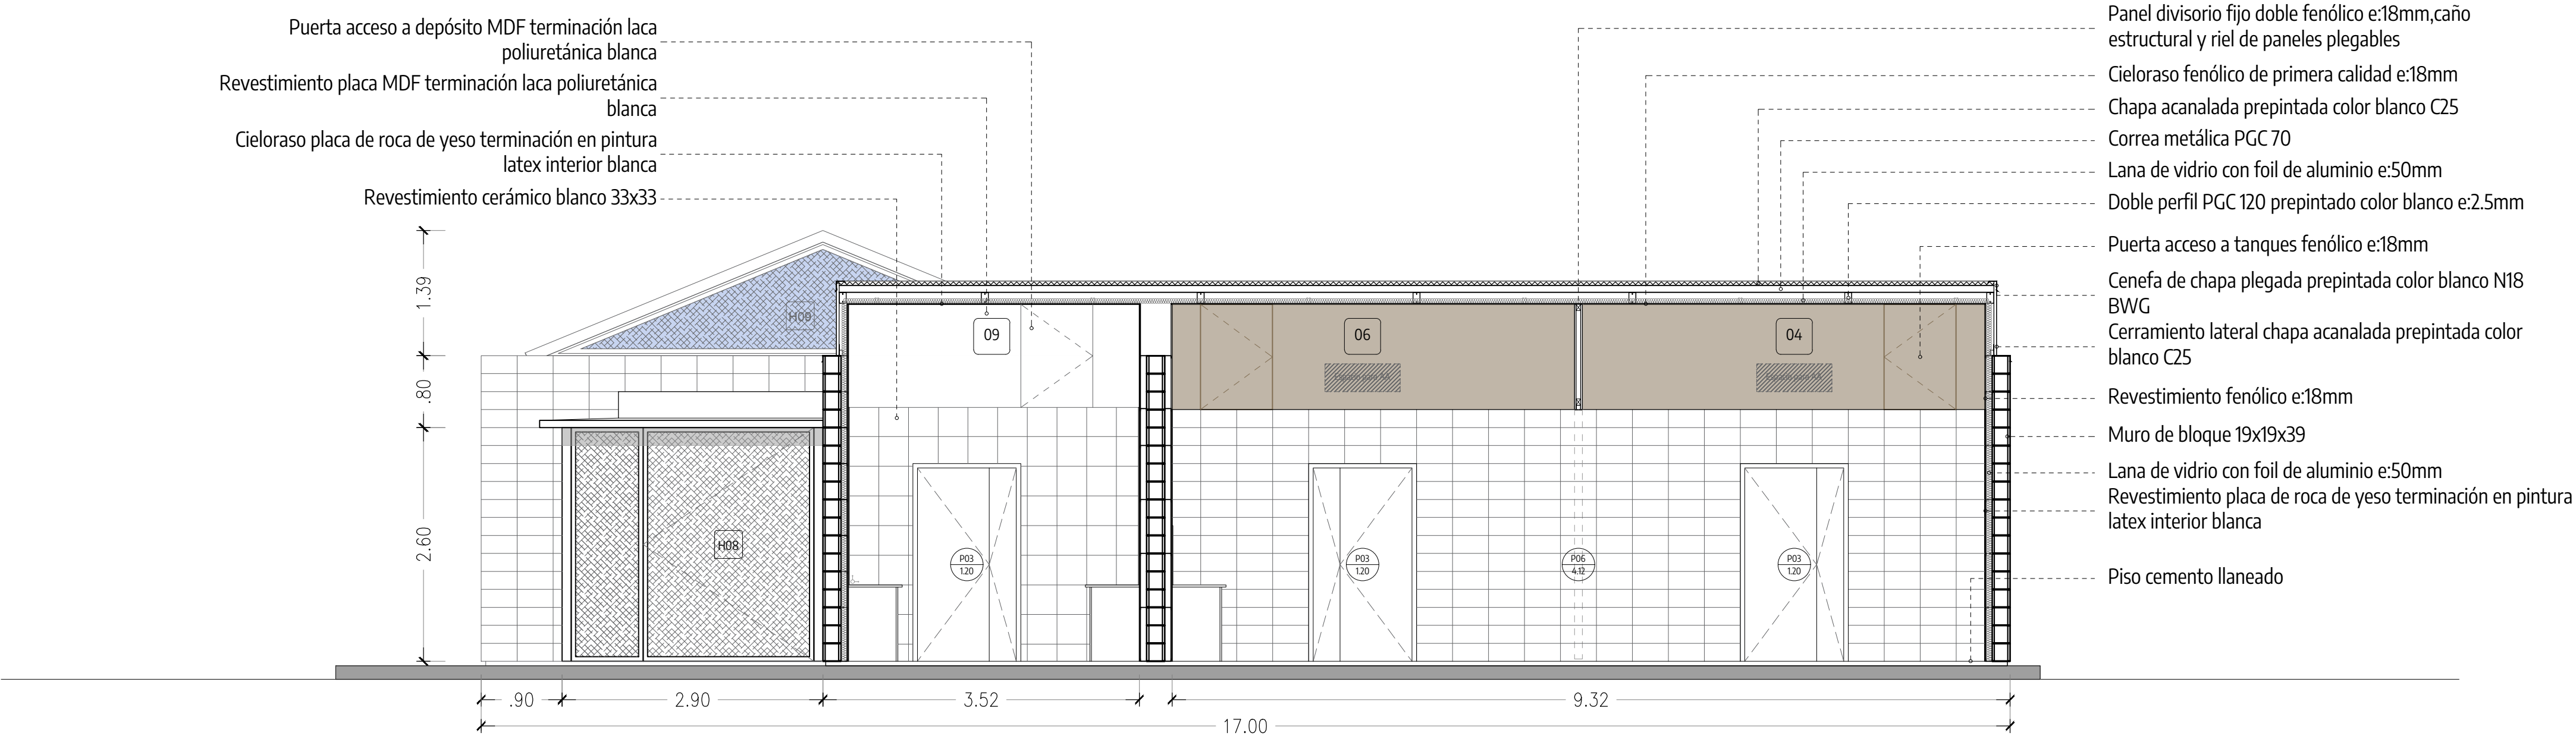 Puerta acceso a depósito MDF terminación laca
poliuretánica blanca
Revestimiento placa MDF terminación laca poliuretánica
blanca
Cieloraso placa de roca de yeso terminación en pintura
latex interior blanca
Revestimiento cerámico blanco 33x33
Panel divisorio fijo doble fenólico e:18mm,caño
estructural y riel de paneles plegables
Cieloraso fenólico de primera calidad e:18mm
Chapa acanalada prepintada color blanco C25
Correa metálica PGC 70
Lana de vidrio con foil de aluminio e:50mm
Doble perfil PGC 120 prepintado color blanco e:2.5mm
Puerta acceso a tanques fenólico e:18mm
Cenefa de chapa plegada prepintada color blanco N18
BWG
Cerramiento lateral chapa acanalada prepintada color
blanco C25
Revestimiento fenólico e:18mm
Muro de bloque 19x19x39
Lana de vidrio con foil de aluminio e:50mm
Revestimiento placa de roca de yeso terminación en pintura
latex interior blanca
Piso cemento llaneado
1.39
.80
2.60
H09
09
06
04
Espacio para AA
Espacio para AA
H08
P03
1.20
P03
1.20
P06
4.12
P03
1.20
.90
2.90
3.52
9.32
17.00